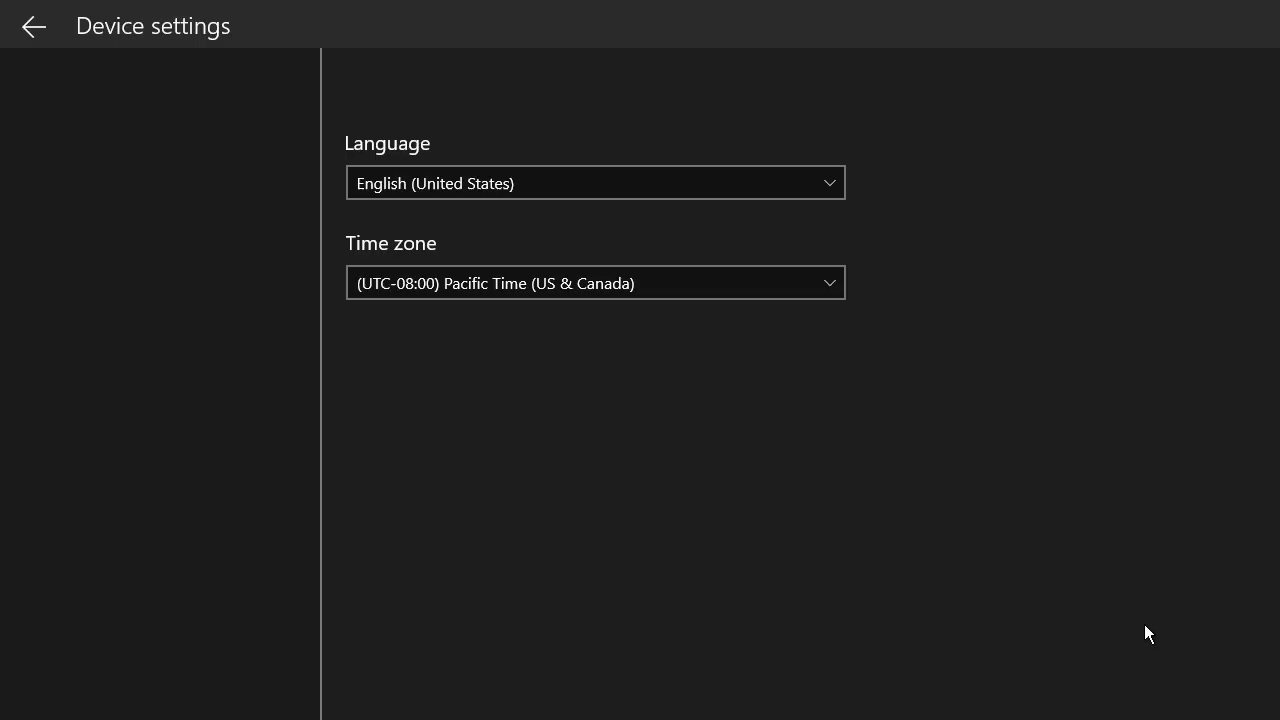 Device settings
Language
English (United States)
Time zone
(UTC-08:00) Pacific Time (US & Canada)